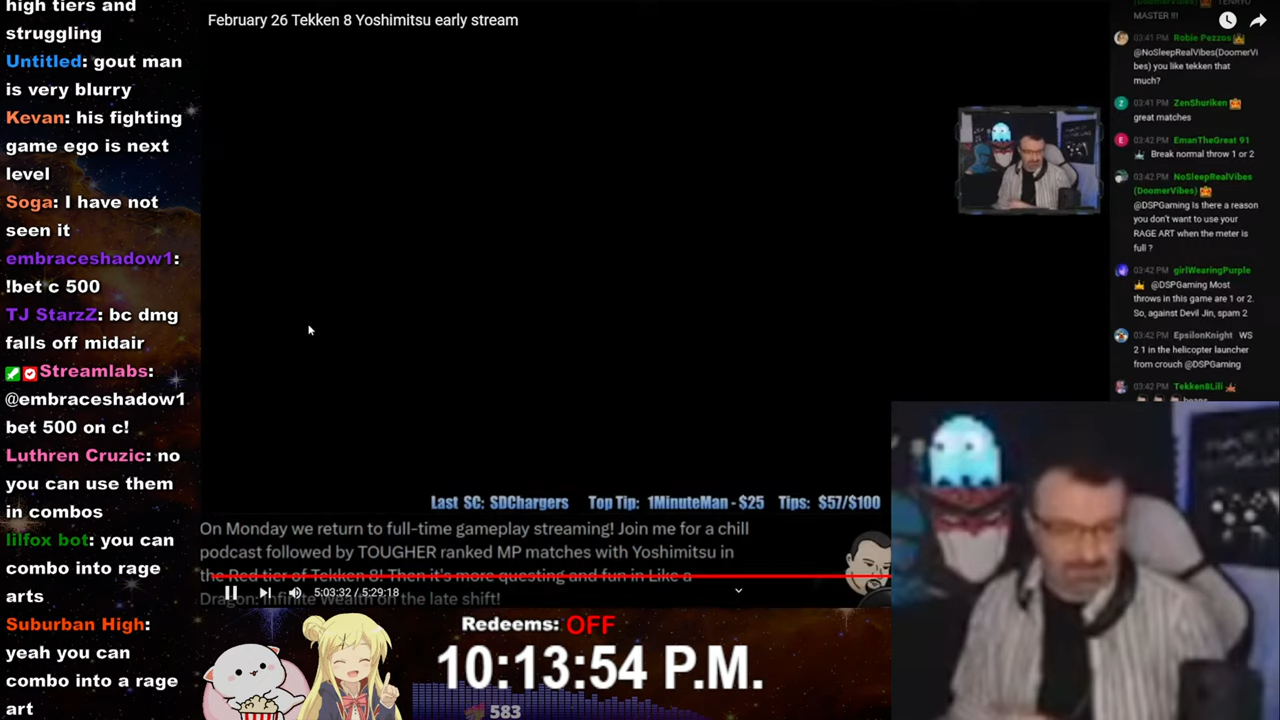 high tiers and
struggling
Untitled: gout man
is very blurry
Kevan: his fighting
game ego is next
level
Soga: I have not
seen it
embraceshadow1:
!bet c 500
TJ StarzZ: bc dmg
falls off midair
Streamlabs:
@embraceshadow1
bet 500 on c!
Luthren Cruzic: no
you can use them
in combos
lilfox bot: you can
combo into rage
arts
Suburban High:
yeah you can
combo into a rage
art
February 26 Tekken 8 Yoshimitsu early stream
MASTER !!!
03:41 PM Robie Pezzos
@NoSleepRealVibes(DoomerVi
bes) you like tekken that
much?
03:41 PM ZenShuriken
great matches
03:42 PM EmanTheGreat 91
Break normal throw 1 or 2
03:42 PM NoSleepRealVibes
(DoomerVibes)
@DSPGaming Is there a reason
you don't want to use your
RAGE ART when the meter is
full ?
03:42 PM girlWearingPurple
@DSPGaming Most
throws in this game are 1 or 2.
So, against Devil Jin, spam 2
03:42 PM EpsilonKnight WS
2 1 in the helicopter launcher
from crouch @DSPGaming
03:42 PM Tekken8Lili
Last SC: SDChargers Top Tip: 1MinuteMan - $25 Tips: $57/$100
On Monday we return to full-time gameplay streaming! Join me for a chill
podcast followed by TOUGHER ranked MP matches with Yoshimitsu in
the Red tier of Tekken 8! Then it's more questing and fun in Like a
Dragon: Infinite Wealth on the late shift!
5:03:32 / 5:29:18
Redeems: OFF
10:13:54 P.M.
583